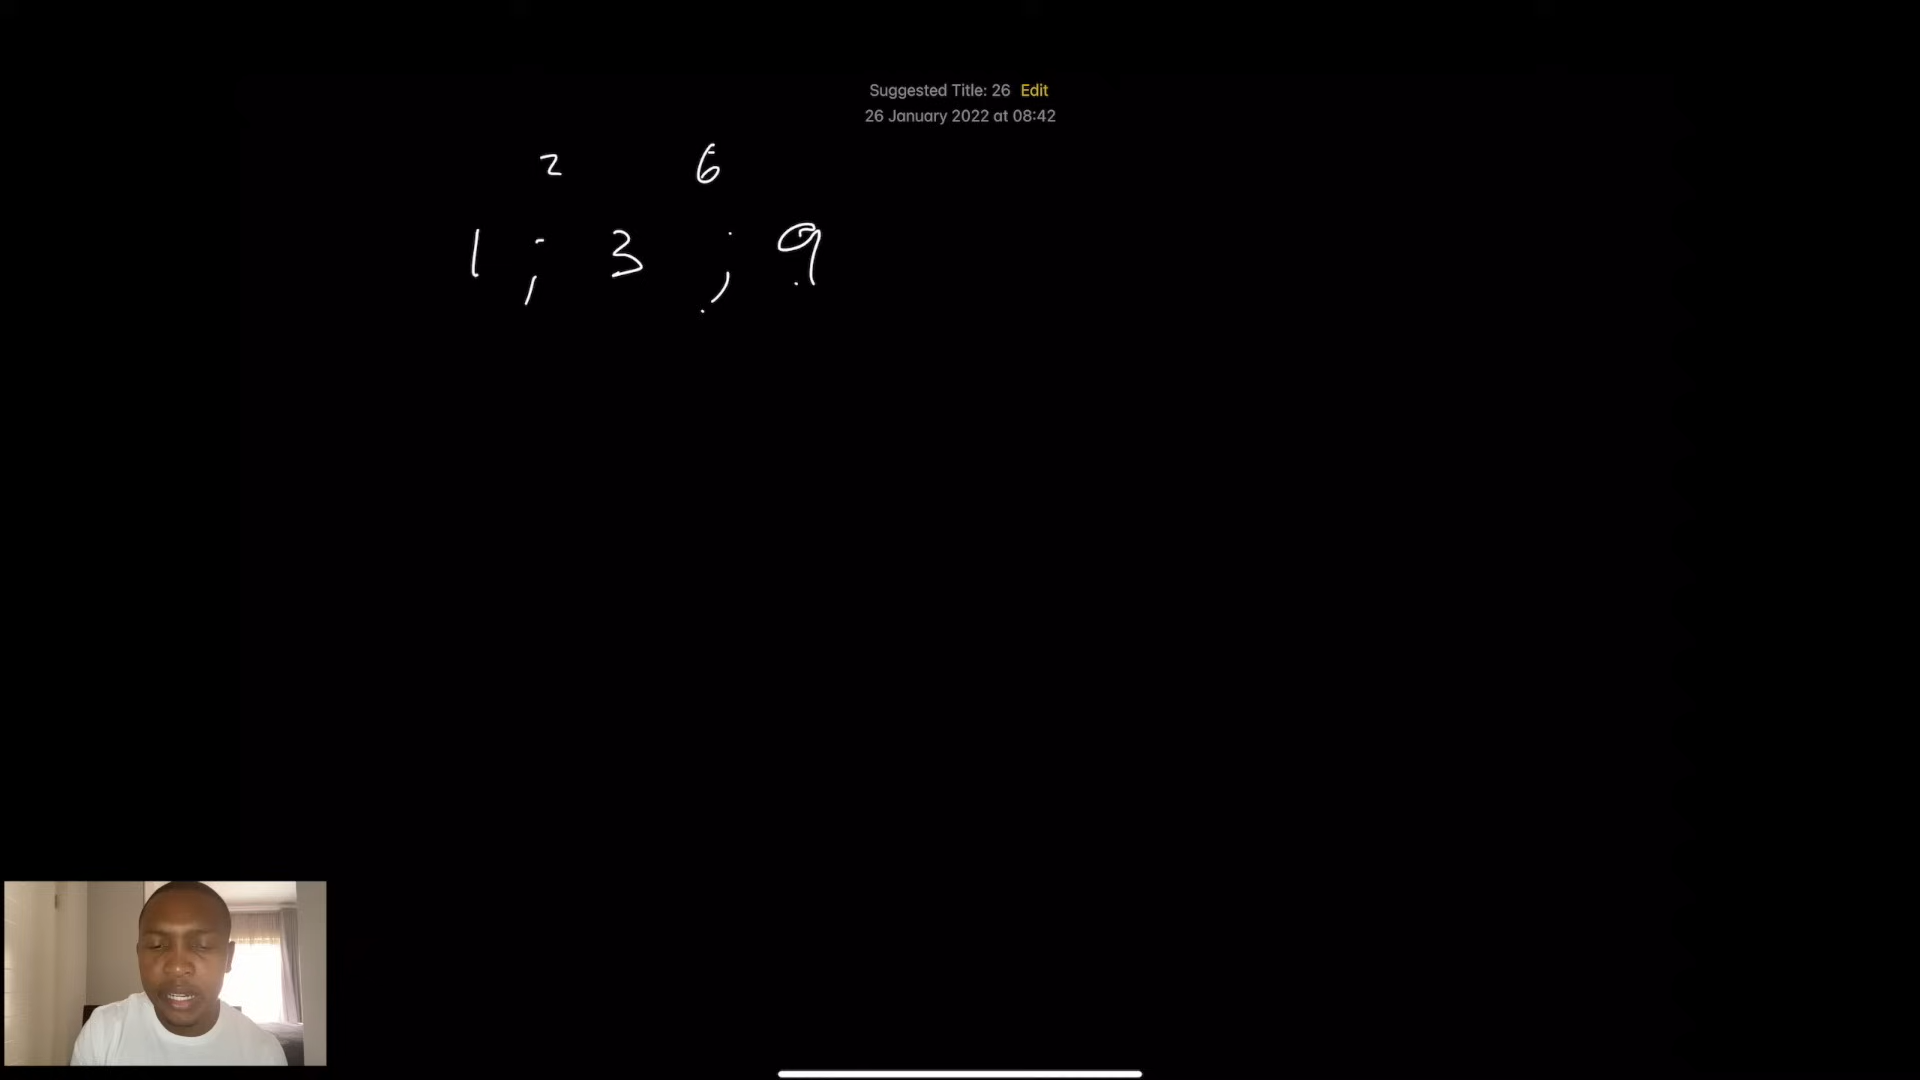 Suggested Title: 26 Edit
26 January 2022 at 08:42
2 6
1 ; 3 ; 9